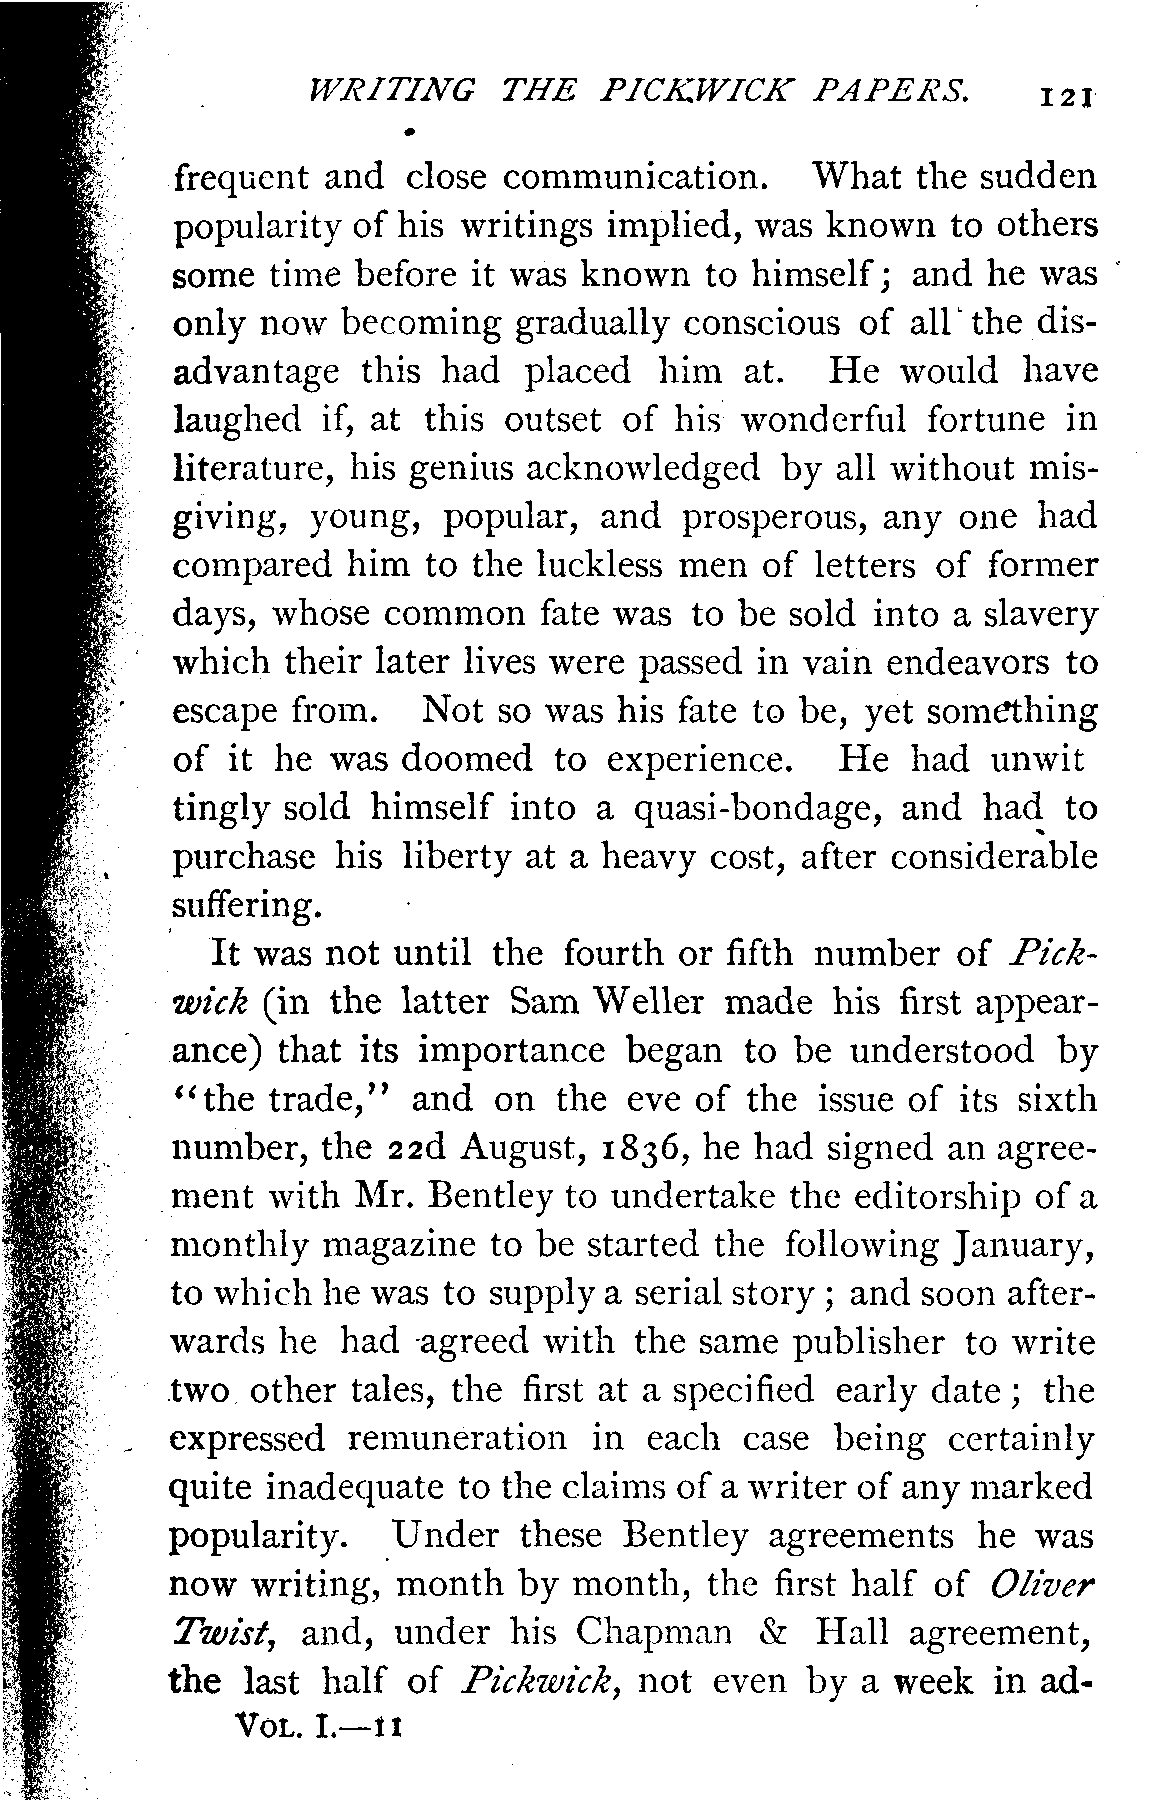 WRITING THE PICKWICK PAPERS. 121
frequent and close communication. What the sudden
popularity of his writings implied, was known to others
some time before it was known to himself; and he was
only now becoming gradually conscious of all the dis-
advantage this had placed him at. He would have
laughed if, at this outset of his wonderful fortune in
literature, his genius acknowledged by all without mis-
giving, young, popular, and prosperous, any one had
compared him to the luckless men of letters of former
days, whose common fate was to be sold into a slavery
which their later lives were passed in vain endeavors to
escape from. Not so was his fate to be, yet something
of it he was doomed to experience. He had unwit
tingly sold himself into a quasi-bondage, and had to
purchase his liberty at a heavy cost, after considerable
suffering.
It was not until the fourth or fifth number of Pick-
wick (in the latter Sam Weller made his first appear-
ance) that its importance began to be understood by
"the trade," and on the eve of the issue of its sixth
number, the 22d August, 1836, he had signed an agree-
ment with Mr. Bentley to undertake the editorship of a
monthly magazine to be started the following January,
to which he was to supply a serial story; and soon after-
wards he had agreed with the same publisher to write
two other tales, the first at a specified early date; the
expressed remuneration in each case being certainly
quite inadequate to the claims of a writer of any marked
popularity. Under these Bentley agreements he was
now writing, month by month, the first half of Oliver
Twist, and, under his Chapman & Hall agreement,
the last half of Pickwick, not even by a week in ad-
VOL. I.—11